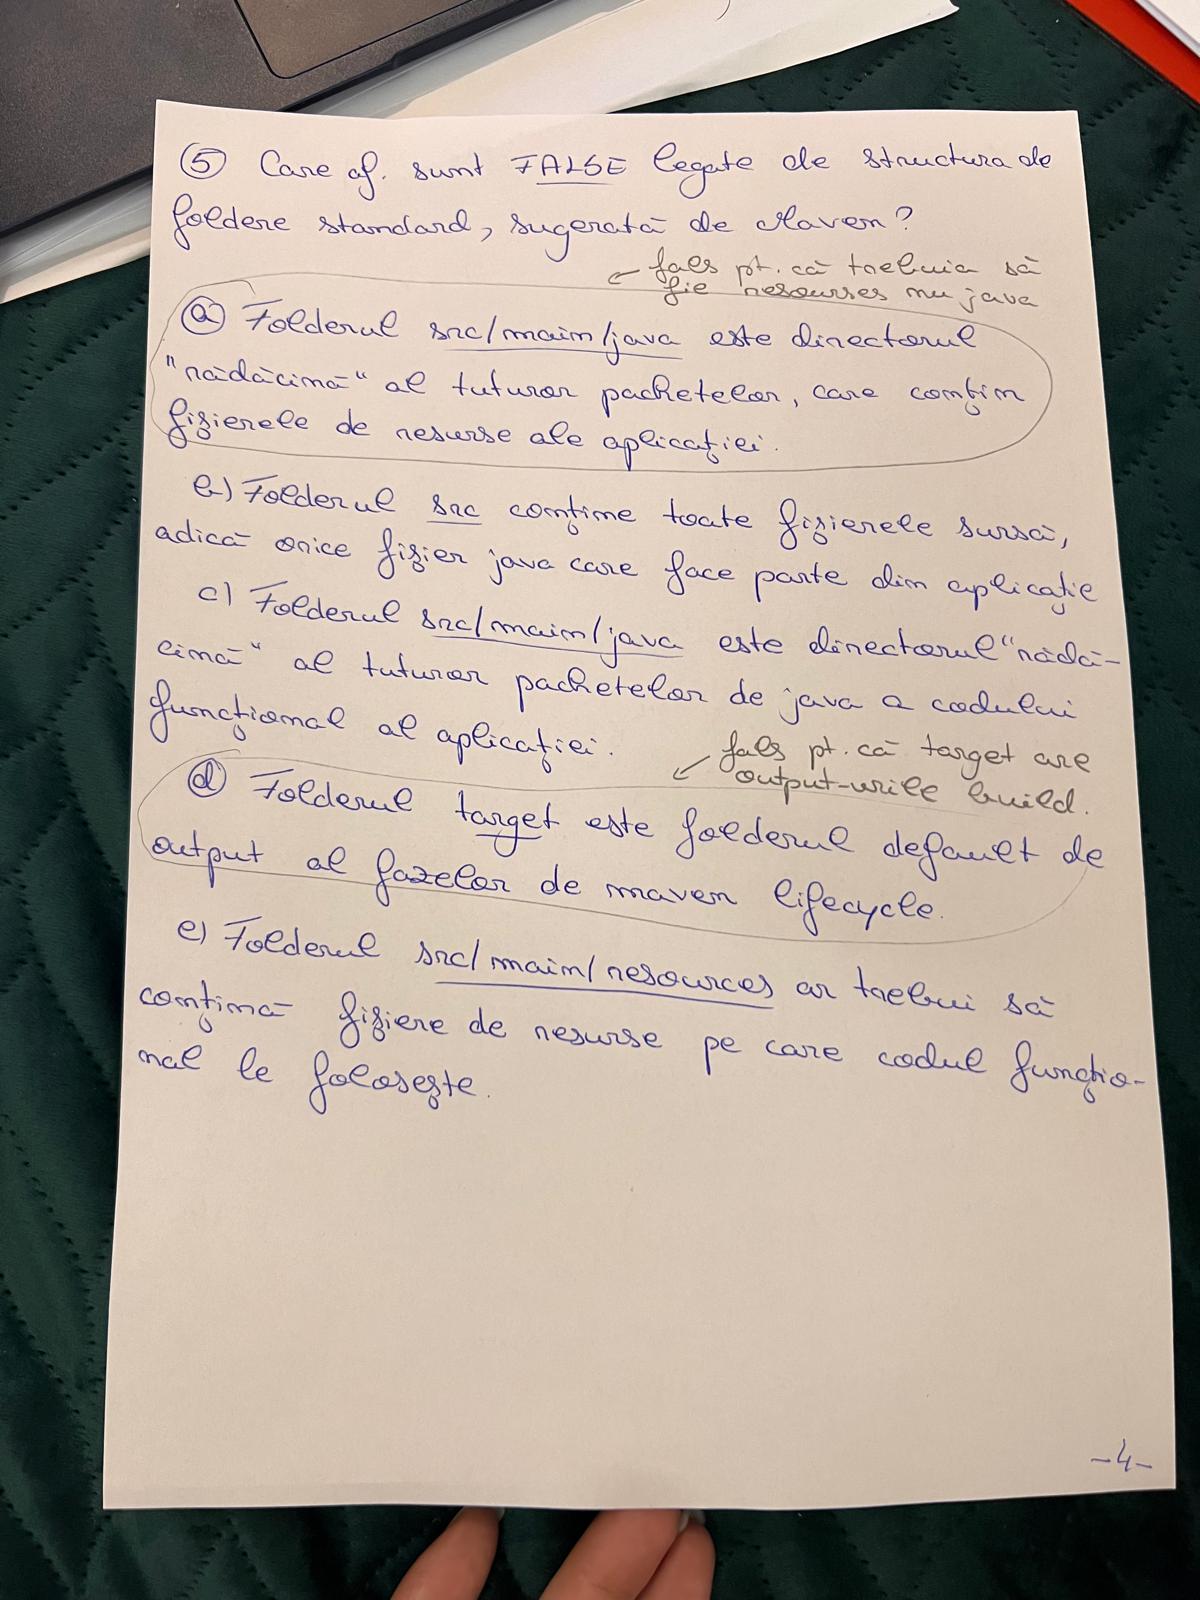 5 Care af. sunt FALSE legate de structura de
foldere standard, sugerată de Maven?
← fals pt. că trebuia să
fie resourses nu java
a) Folderul src/main/java este directorul
"rădăcină" al tuturor pachetelor, care conțin
fișierele de resurse ale aplicației.
b) Folderul src conține toate fișierele sursă,
adică orice fișier java care face parte din aplicație
c) Folderul src/main/java este directorul "rădă-
cină" al tuturor pachetelor de java a codului
funcțional al aplicației.
↙ fals pt. că target are
output-urile build.
d) Folderul target este folderul default de
output al fazelor de maven lifecycle.
e) Folderul src/main/resources ar trebui să
conțină fișiere de resurse pe care codul funcțio-
nal le folosește.
-4-